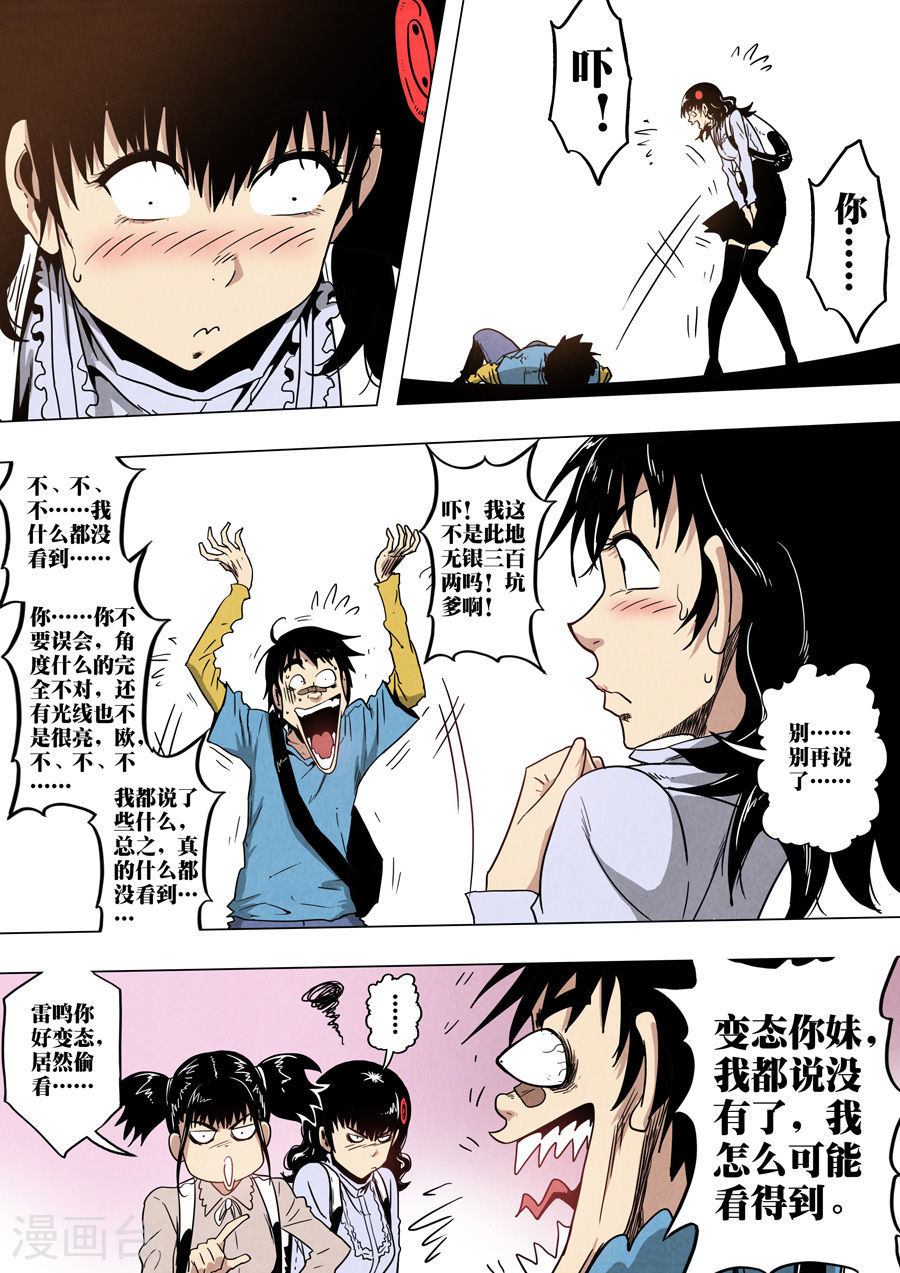 吓！
你……
不、不、
不……我
什么都没
看到……
你……你不
要误会，角
度什么的完
全不对，还
有光线也不
是很亮，欧，
不、不、不
……
我都说了
些什么，
总之，真
的什么都
没看到…
…
吓！我这
不是此地
无银三百
两吗！坑
爹啊！
别……
别再说
了……
雷鸣你
好变态，
居然偷
看……
……
变态你妹，
我都说没
有了，我
怎么可能
看得到。
漫画台